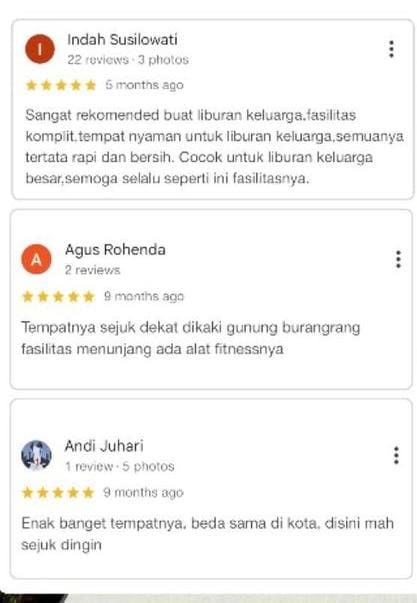 I
Indah Susilowati
22 reviews · 3 photos
5 months ago
Sangat rekomended buat liburan keluarga,fasilitas
komplit,tempat nyaman untuk liburan keluarga,semuanya
tertata rapi dan bersih. Cocok untuk liburan keluarga
besar,semoga selalu seperti ini fasilitasnya.
A
Agus Rohenda
2 reviews
9 months ago
Tempatnya sejuk dekat dikaki gunung burangrang
fasilitas menunjang ada alat fitnessnya
Andi Juhari
1 review · 5 photos
9 months ago
Enak banget tempatnya, beda sama di kota, disini mah
sejuk dingin